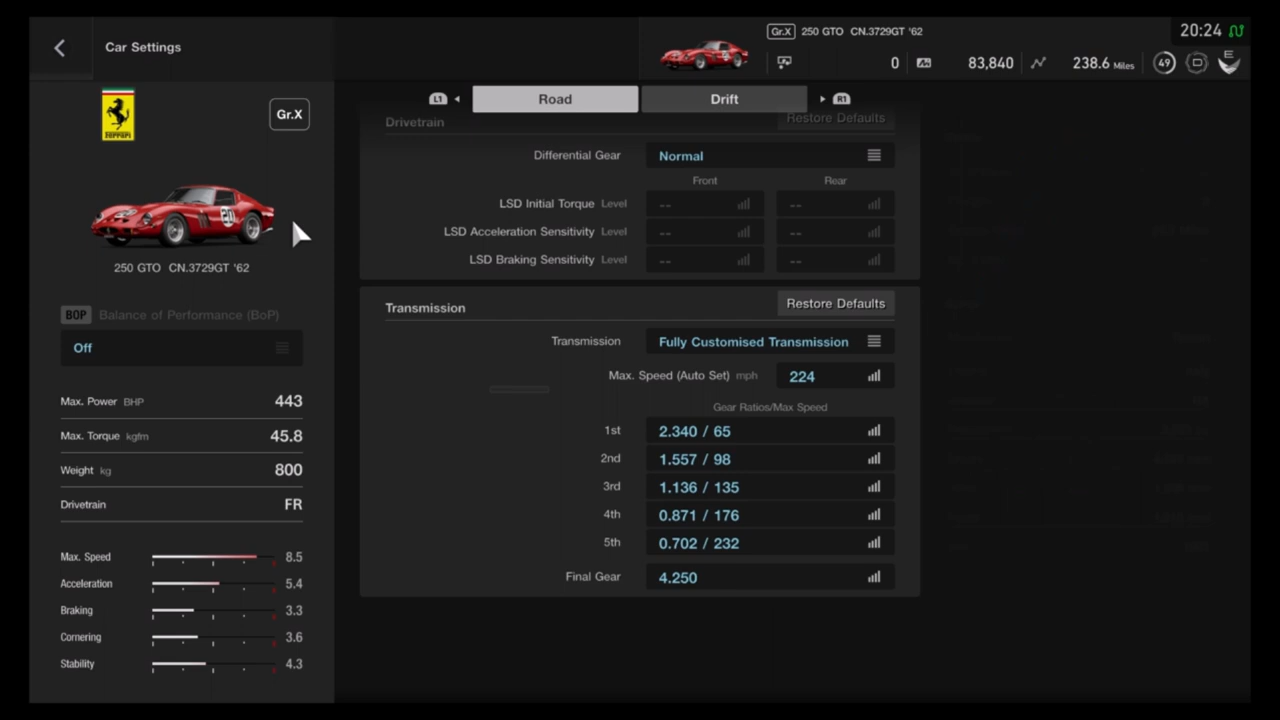 Car Settings
Gr.X 250 GTO CN.3729GT '62
20:24
0 83,840 238.6 Miles 49 E
L1 Road Drift R1
Ferrari
Gr.X
Drivetrain Restore Defaults
Differential Gear Normal
Front Rear
LSD Initial Torque Level -- --
LSD Acceleration Sensitivity Level -- --
LSD Braking Sensitivity Level -- --
250 GTO CN.3729GT '62
BOP Balance of Performance (BoP)
Off
Max. Power BHP 443
Max. Torque kgfm 45.8
Weight kg 800
Drivetrain FR
Max. Speed 8.5
Acceleration 5.4
Braking 3.3
Cornering 3.6
Stability 4.3
Transmission Restore Defaults
Transmission Fully Customised Transmission
Max. Speed (Auto Set) mph 224
Gear Ratios/Max Speed
1st 2.340 / 65
2nd 1.557 / 98
3rd 1.136 / 135
4th 0.871 / 176
5th 0.702 / 232
Final Gear 4.250